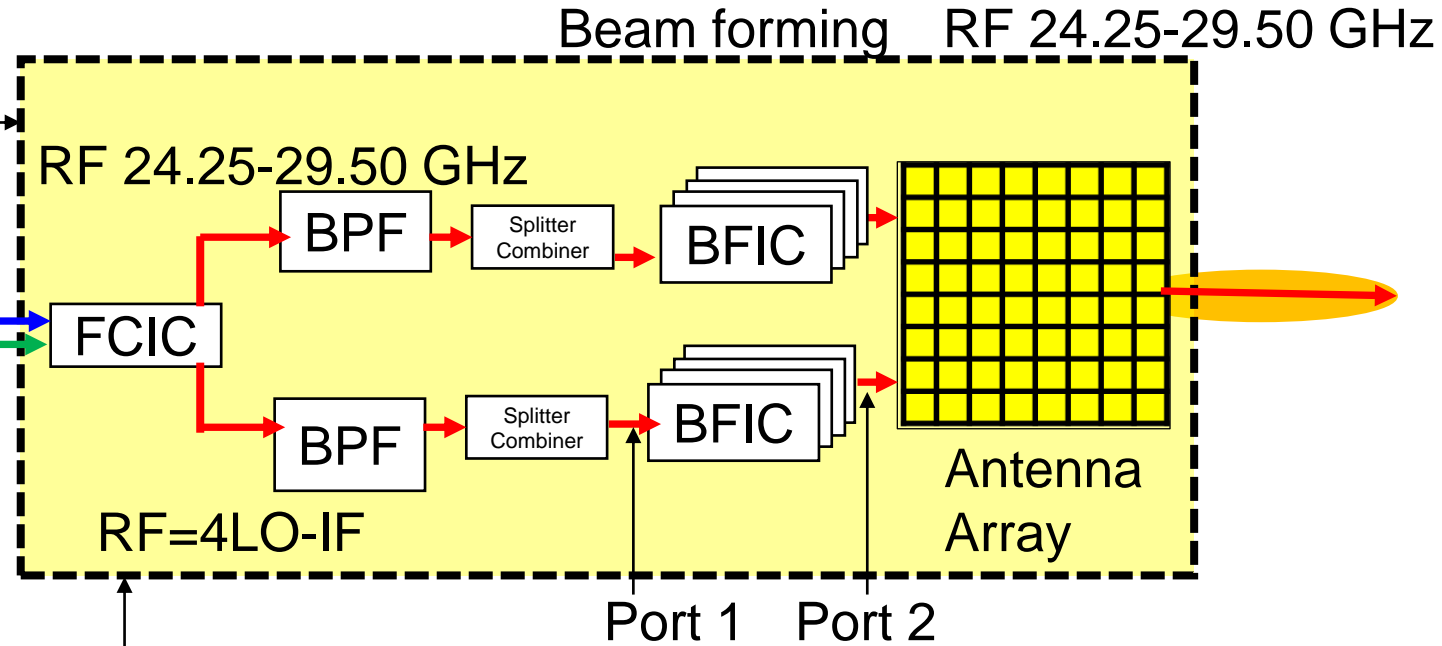 Beam forming RF 24.25-29.50 GHz
RF 24.25-29.50 GHz
BPF
Splitter
Combiner
BFIC
FCIC
BPF
Splitter
Combiner
BFIC
Antenna
Array
RF=4LO-IF
Port 1 Port 2